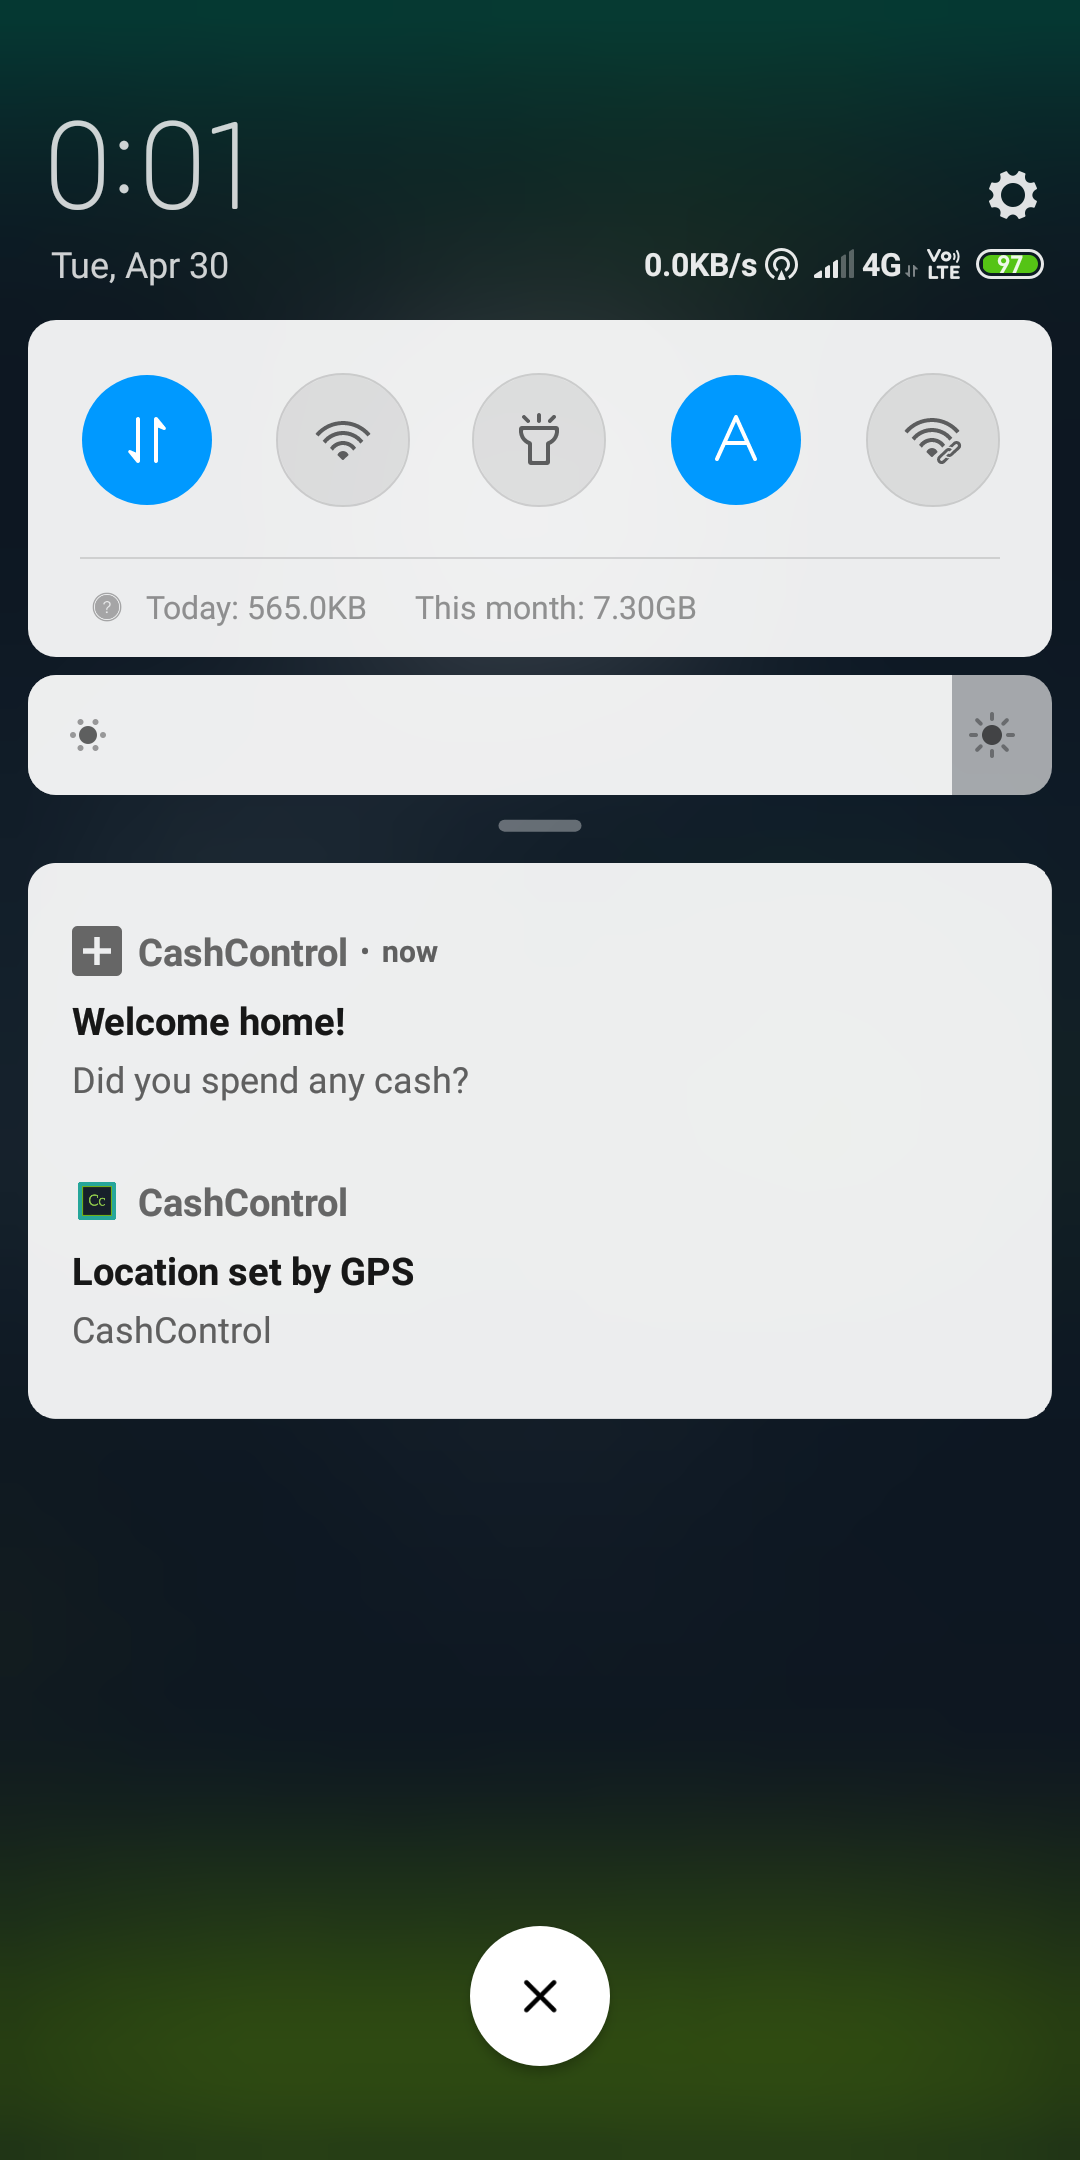 0:01
Tue, Apr 30
0.0KB/s 4G Vo LTE 97
A
? Today: 565.0KB This month: 7.30GB
CashControl · now
Welcome home!
Did you spend any cash?
Cc CashControl
Location set by GPS
CashControl